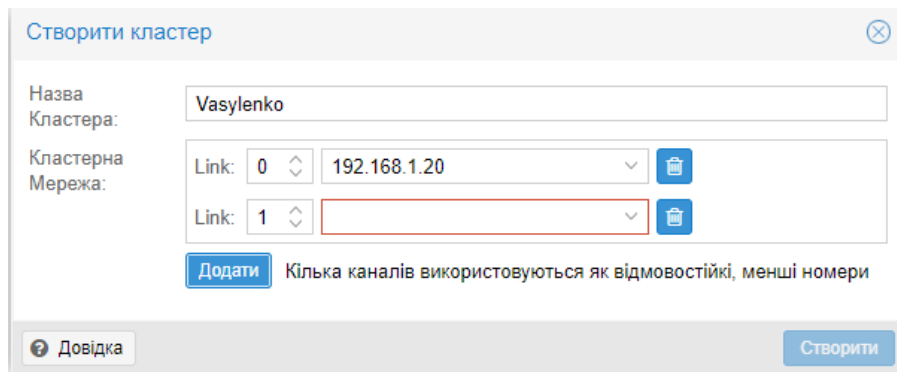 Створити кластер
Назва
Кластера:
Vasylenko
Кластерна
Мережа:
Link: 0 192.168.1.20
Link: 1
Додати Кілька каналів використовуються як відмовостійкі, менші номери
? Довідка
Створити